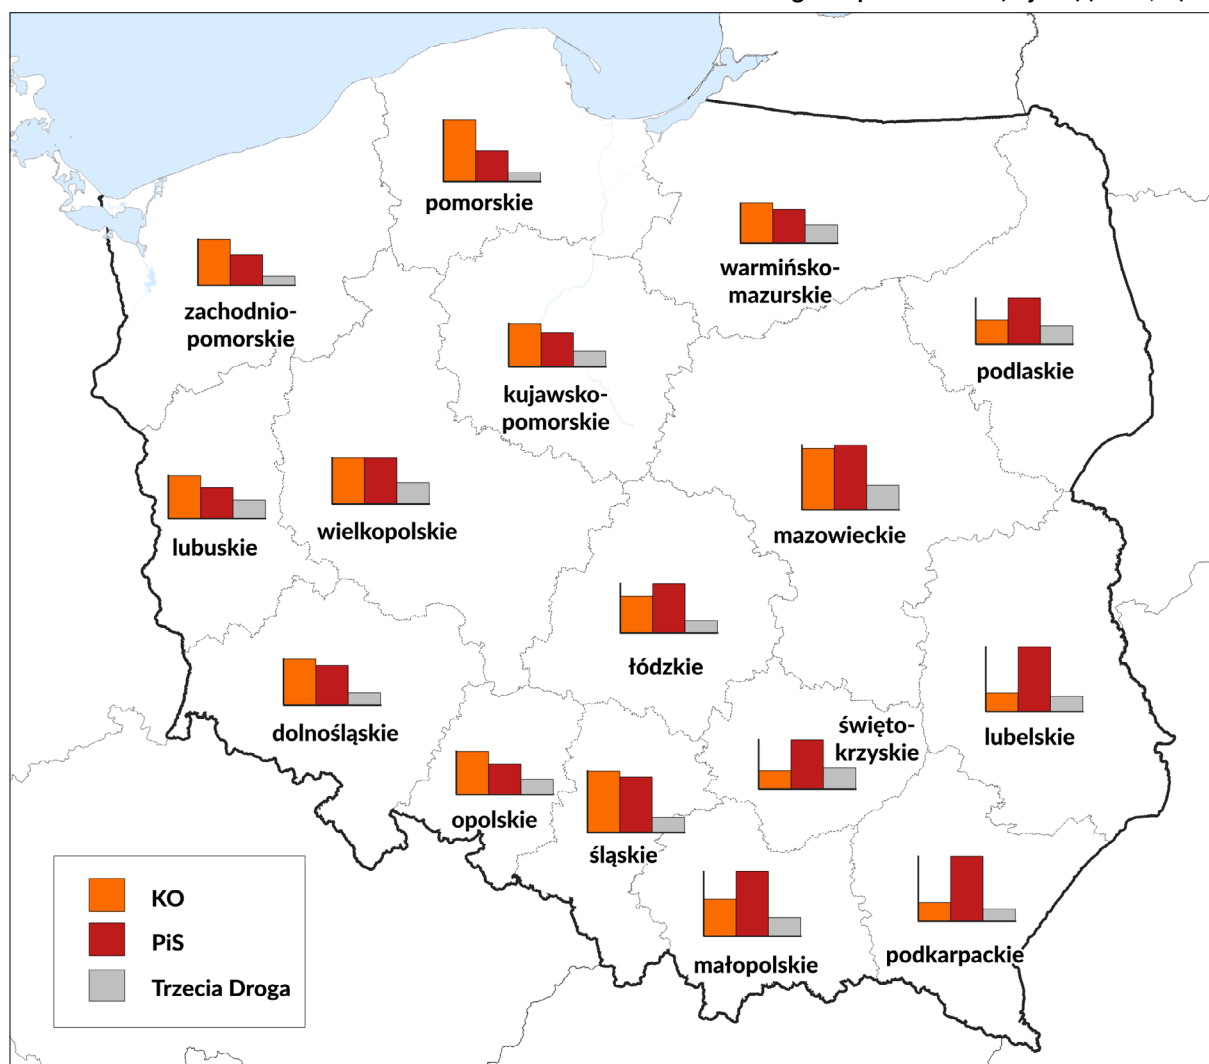 pomorskie
warmińsko-
mazurskie
zachodnio-
pomorskie
podlaskie
kujawsko-
pomorskie
wielkopolskie
mazowieckie
lubuskie
łódzkie
święto-
krzyskie
lubelskie
dolnośląskie
opolskie
śląskie
małopolskie
podkarpackie
KO
PiS
Trzecia Droga